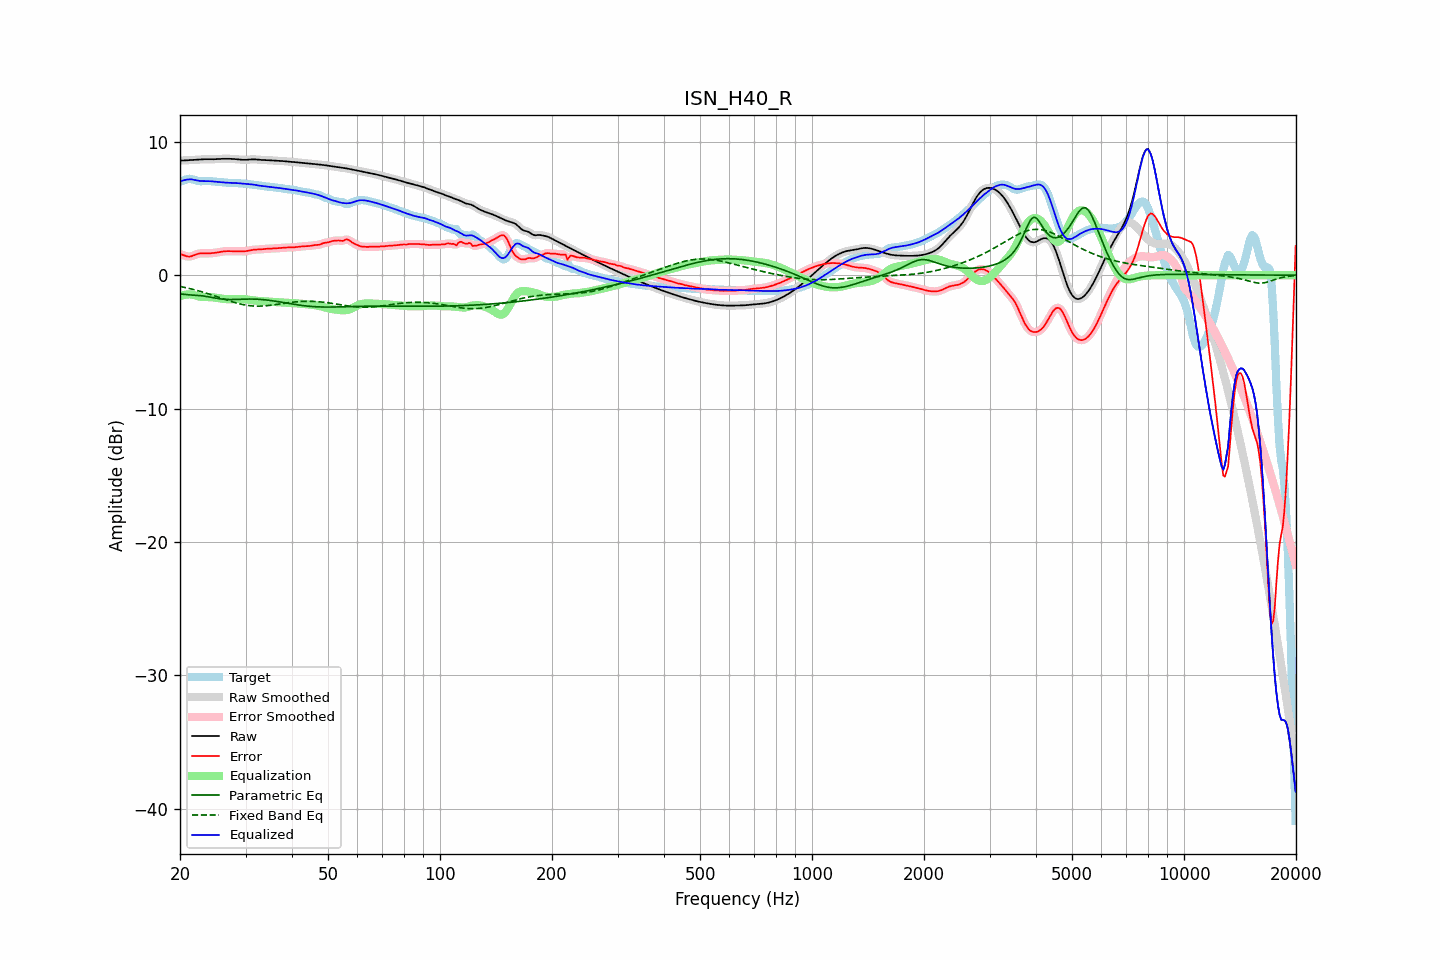 ISN_H40_R
Amplitude (dBr)
10
0
−10
−20
−30
−40
Target
Raw Smoothed
Error Smoothed
Raw
Error
Equalization
Parametric Eq
Fixed Band Eq
Equalized
20 50 100 200 500 1000 2000 5000 10000 20000
Frequency (Hz)